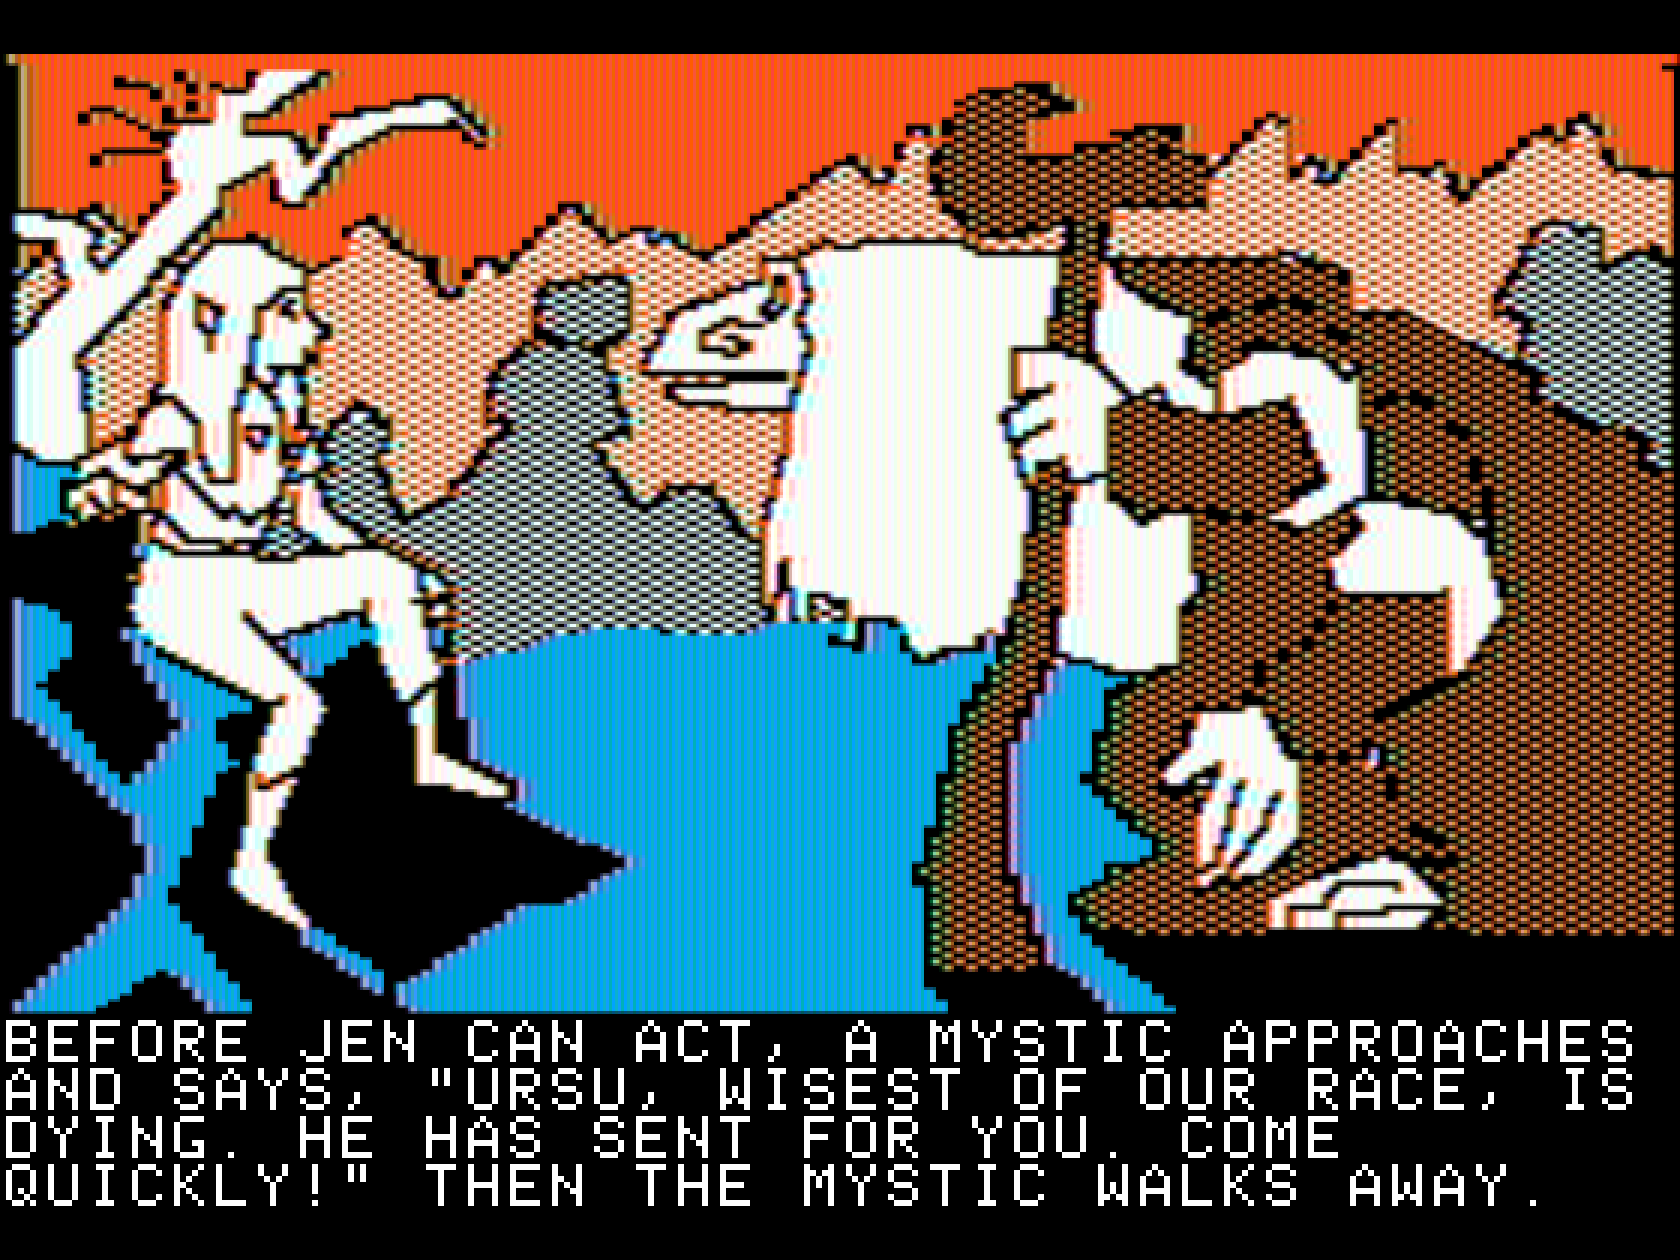 BEFORE JEN CAN ACT, A MYSTIC APPROACHES
AND SAYS, "URSU, WISEST OF OUR RACE, IS
DYING. HE HAS SENT FOR YOU. COME
QUICKLY!" THEN THE MYSTIC WALKS AWAY.